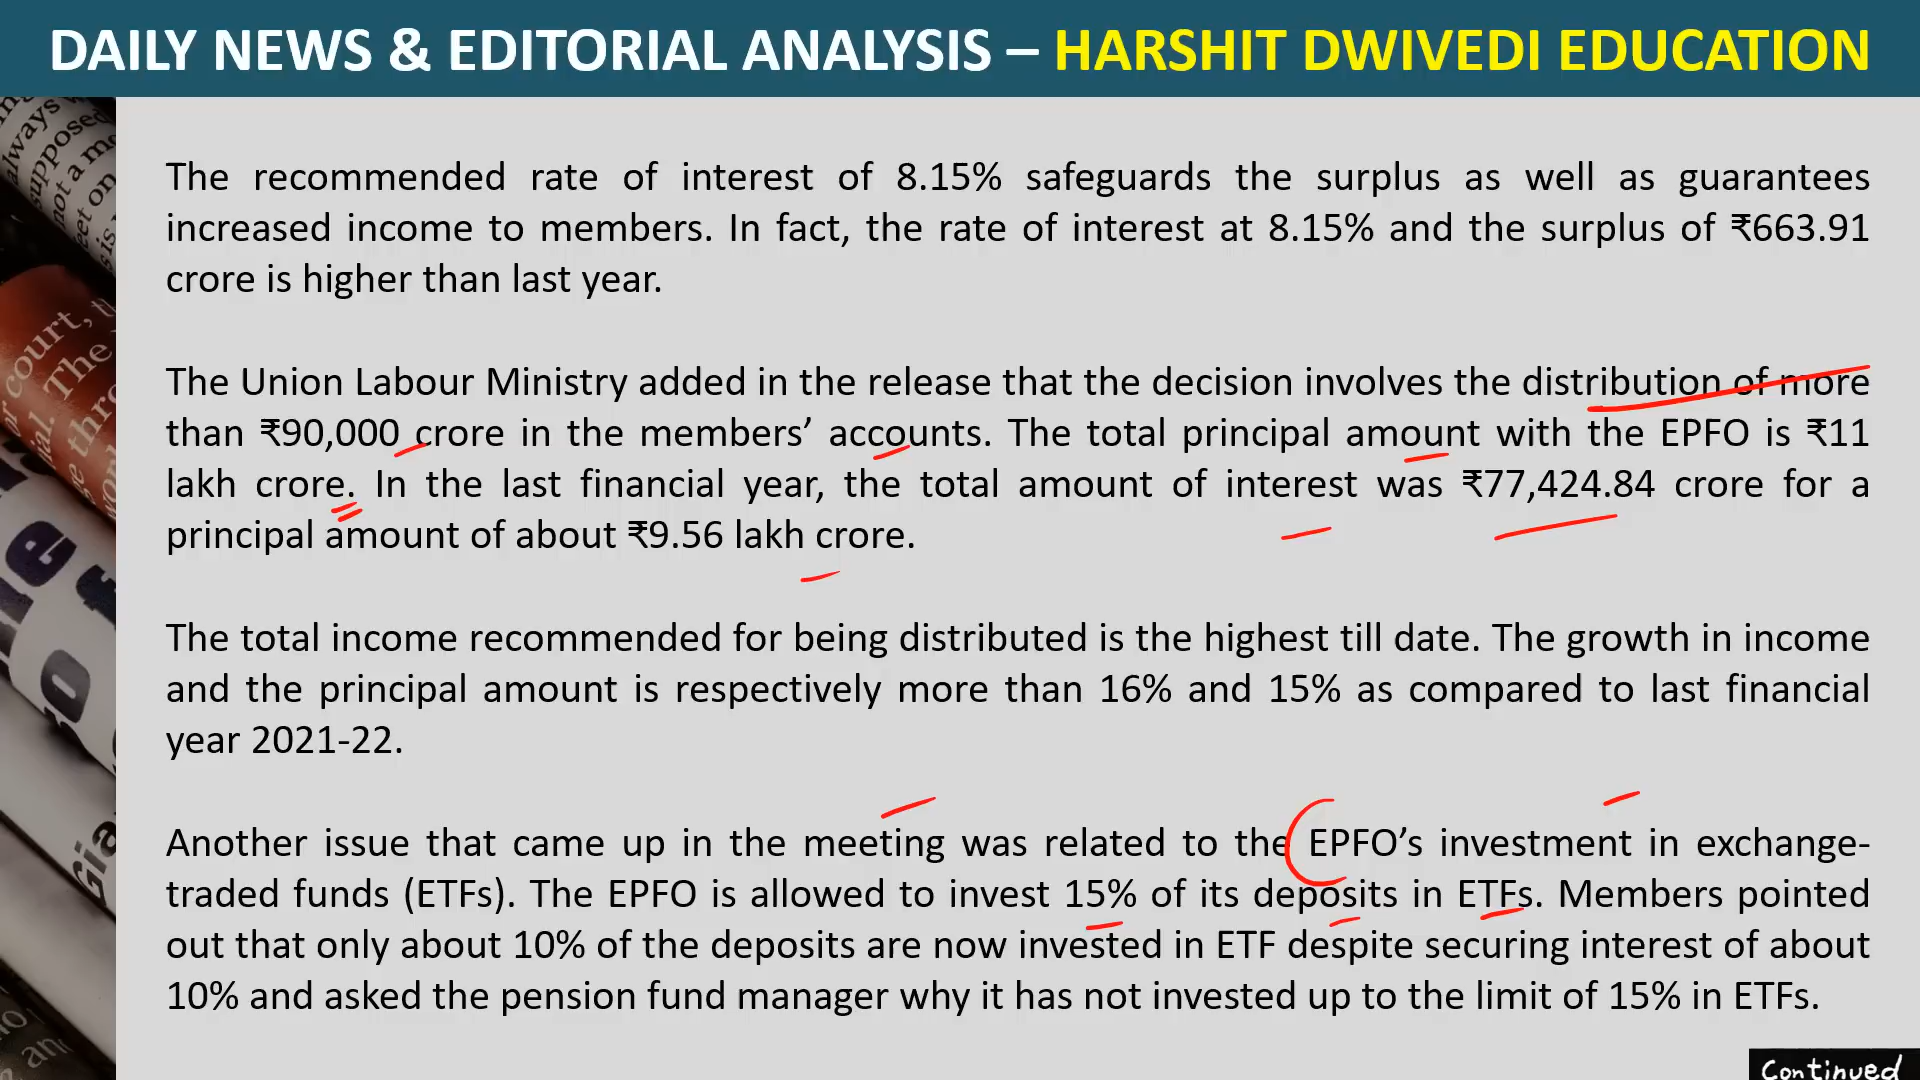 DAILY NEWS & EDITORIAL ANALYSIS – HARSHIT DWIVEDI EDUCATION
The recommended rate of interest of 8.15% safeguards the surplus as well as guarantees
increased income to members. In fact, the rate of interest at 8.15% and the surplus of ₹663.91
crore is higher than last year.
The Union Labour Ministry added in the release that the decision involves the distribution of more
than ₹90,000 crore in the members’ accounts. The total principal amount with the EPFO is ₹11
lakh crore. In the last financial year, the total amount of interest was ₹77,424.84 crore for a
principal amount of about ₹9.56 lakh crore.
The total income recommended for being distributed is the highest till date. The growth in income
and the principal amount is respectively more than 16% and 15% as compared to last financial
year 2021-22.
Another issue that came up in the meeting was related to the EPFO’s investment in exchange-
traded funds (ETFs). The EPFO is allowed to invest 15% of its deposits in ETFs. Members pointed
out that only about 10% of the deposits are now invested in ETF despite securing interest of about
10% and asked the pension fund manager why it has not invested up to the limit of 15% in ETFs.
Continued